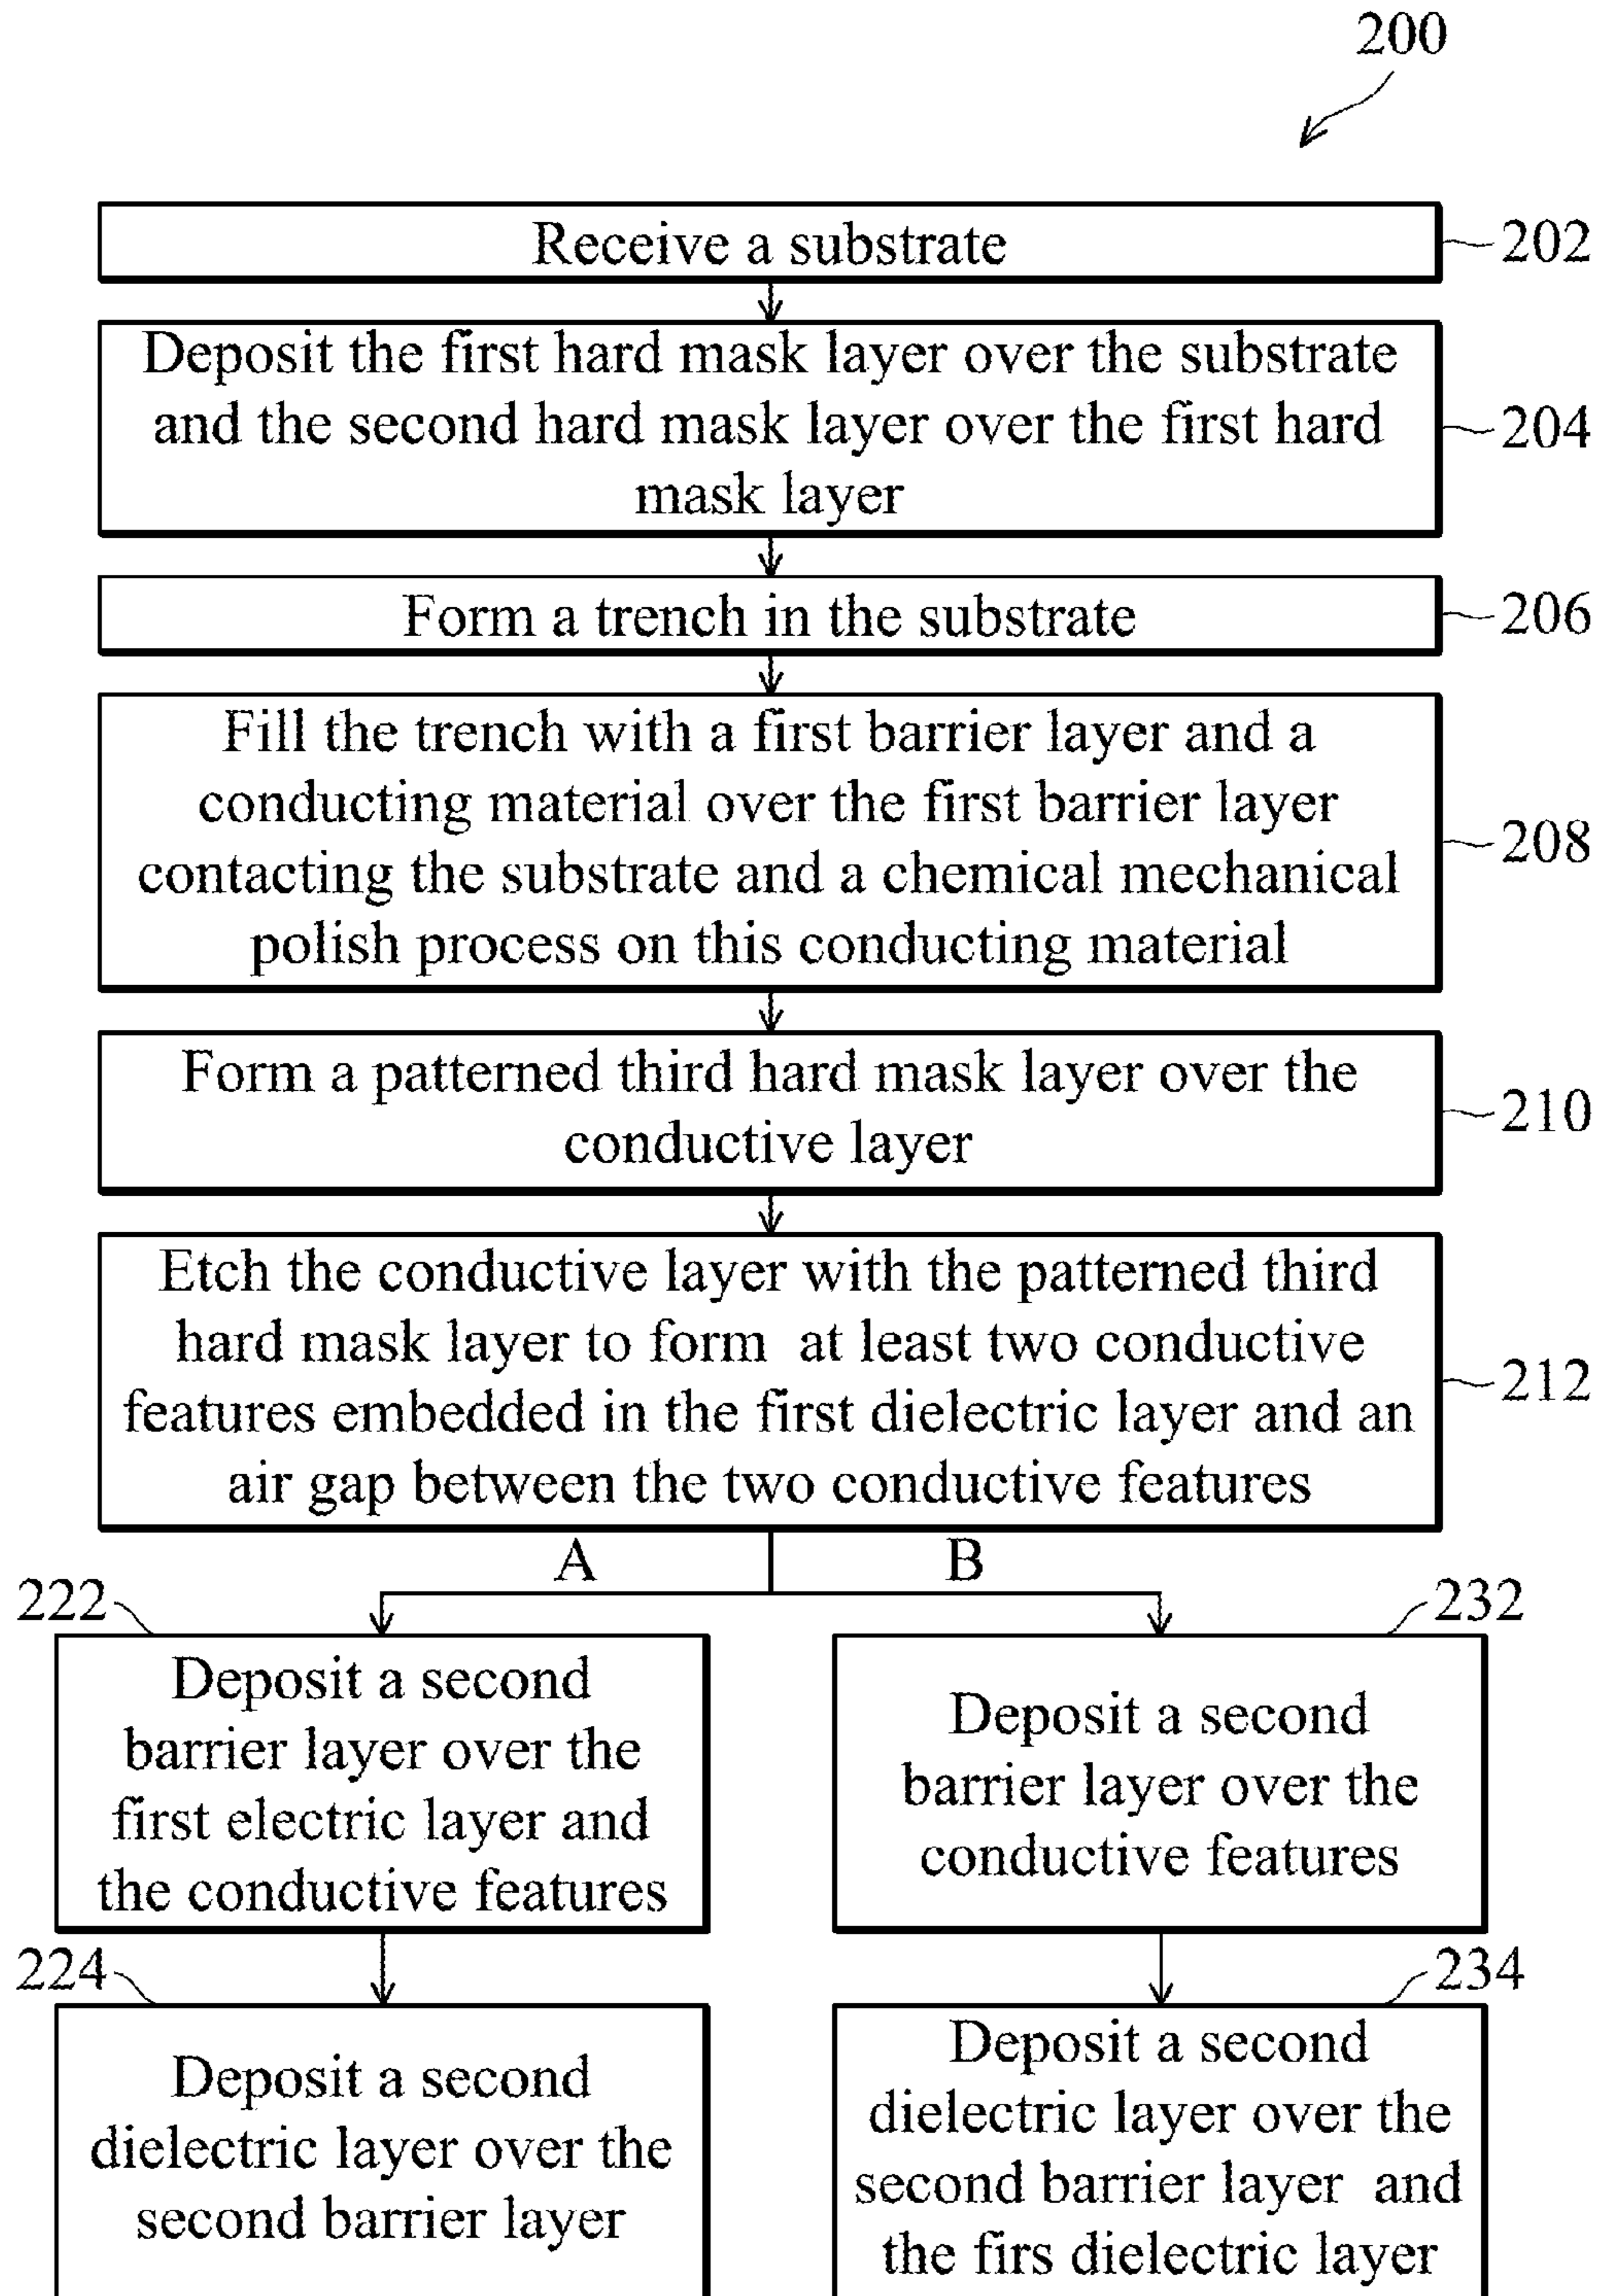 200
Receive a substrate
202
Deposit the first hard mask layer over the substrate
and the second hard mask layer over the first hard
mask layer
204
Form a trench in the substrate
206
Fill the trench with a first barrier layer and a
conducting material over the first barrier layer
contacting the substrate and a chemical mechanical
polish process on this conducting material
208
Form a patterned third hard mask layer over the
conductive layer
210
Etch the conductive layer with the patterned third
hard mask layer to form at least two conductive
features embedded in the first dielectric layer and an
air gap between the two conductive features
212
A
B
222
Deposit a second
barrier layer over the
first electric layer and
the conductive features
232
Deposit a second
barrier layer over the
conductive features
224
Deposit a second
dielectric layer over the
second barrier layer
234
Deposit a second
dielectric layer over the
second barrier layer and
the firs dielectric layer